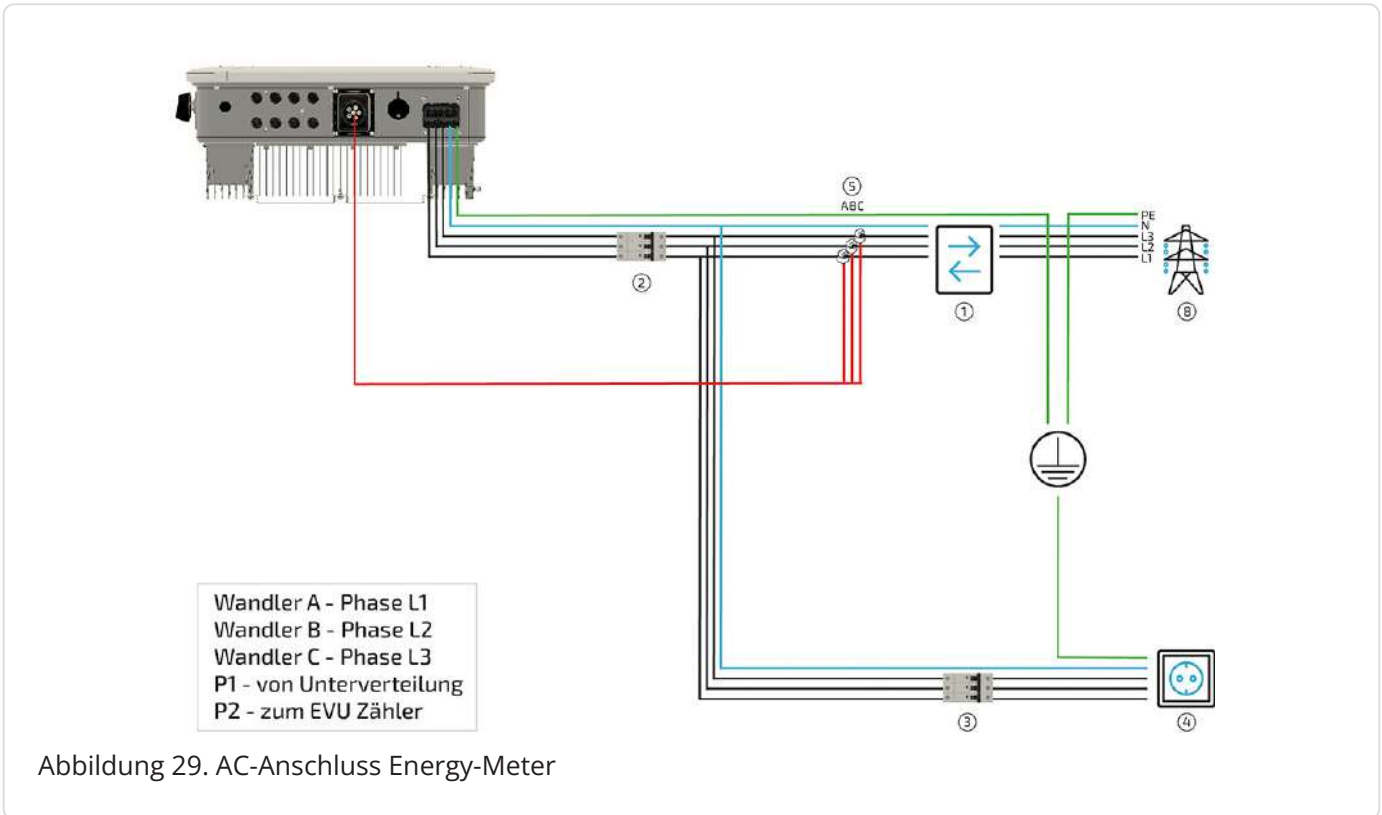 ⑤
ABC
PE
N
L3
L2
L1
②
①
⑧
Wandler A - Phase L1
Wandler B - Phase L2
Wandler C - Phase L3
P1 - von Unterverteilung
P2 - zum EVU Zähler
③
④
Abbildung 29. AC-Anschluss Energy-Meter